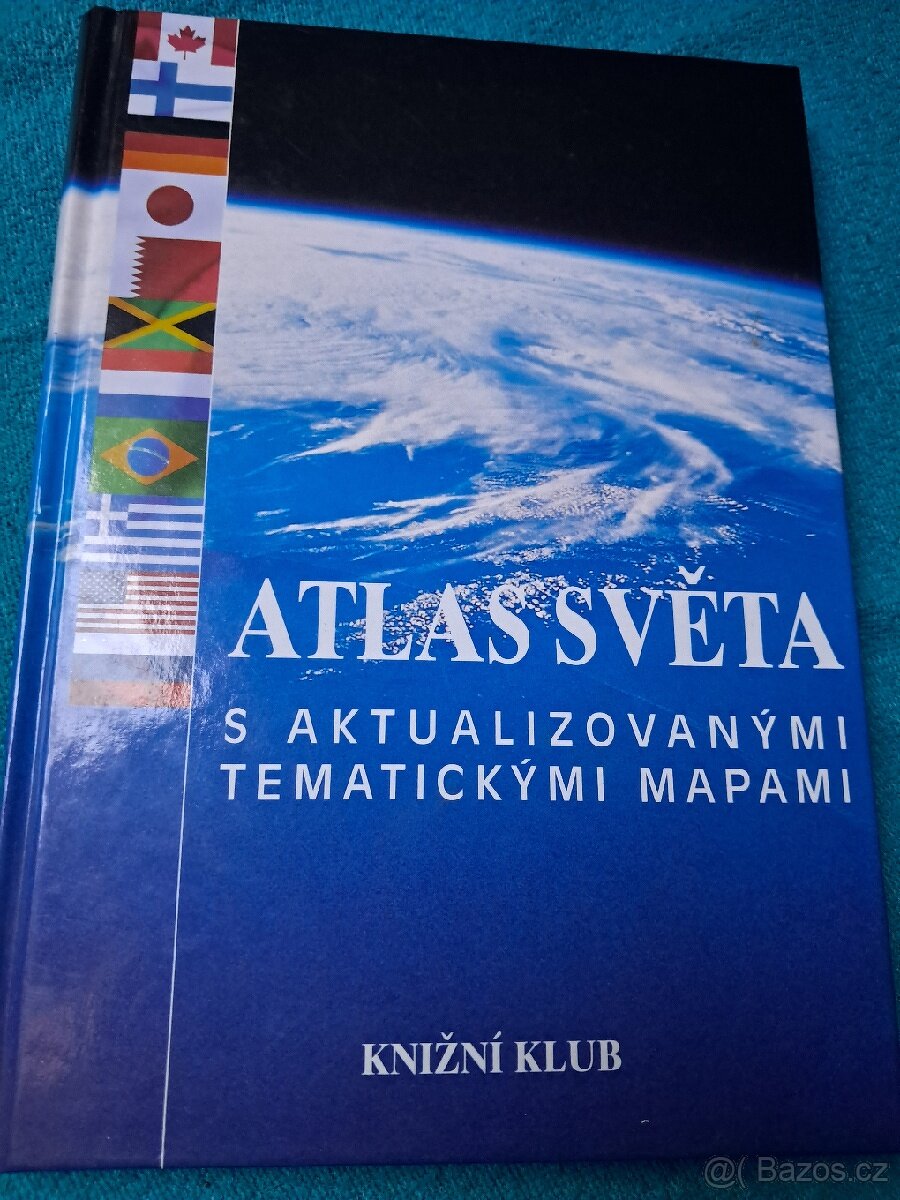 ATLAS SVĚTA
S AKTUALIZOVANÝMI
TEMATICKÝMI MAPAMI
KNIŽNÍ KLUB
@( Bazos.cz